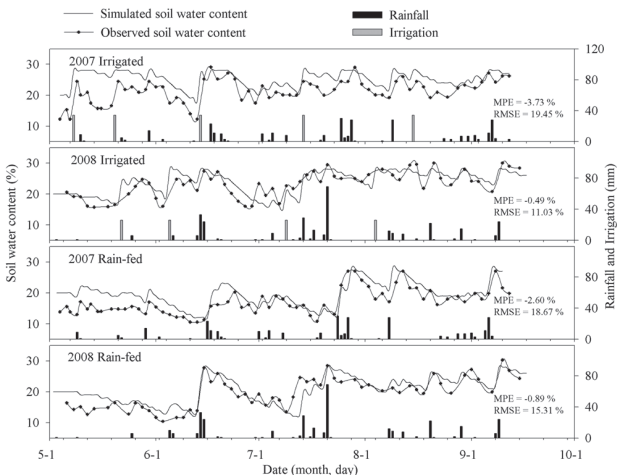 Simulated soil water content
Rainfall
Observed soil water content
Irrigation
120
30
2007 Irrigated
20
80
MPE = -3.73 %
RMSE = 19.45 %
10
40
0
30
2008 Irrigated
20
80
MPE = -0.49 %
RMSE = 11.03 %
10
40
0
30
2007 Rain-fed
20
80
MPE = -2.60 %
RMSE = 18.67 %
10
40
0
30
2008 Rain-fed
20
80
MPE = -0.89 %
RMSE = 15.31 %
10
40
0
Soil water content (%)
Rainfall and Irrigation (mm)
5-1 6-1 7-1 8-1 9-1 10-1
Date (month, day)